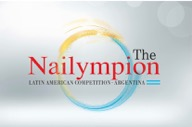 The
Nailympion
LATIN AMERICAN COMPETITION - ARGENTINA